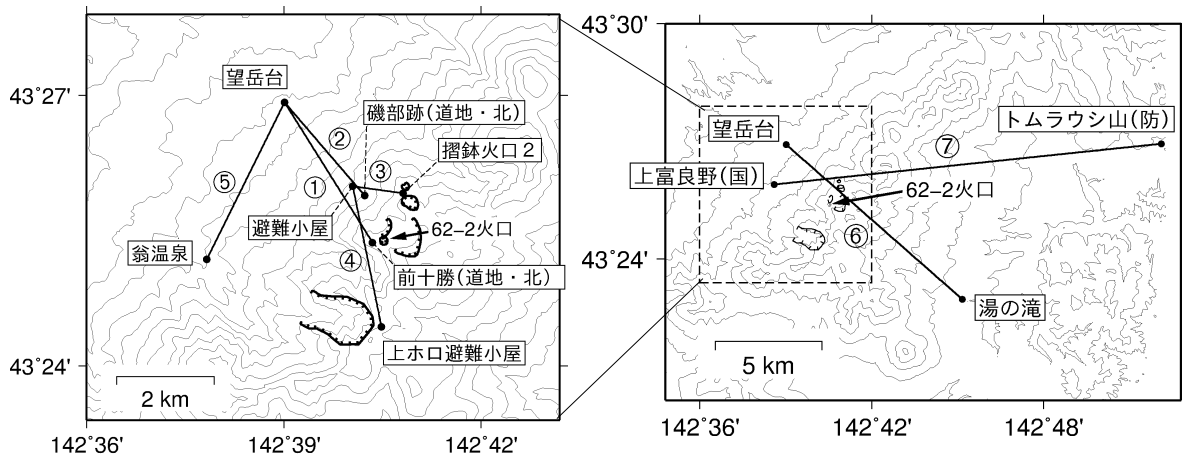 望岳台
磯部跡(道地・北)
摺鉢火口2
43°27'
②
③
①
⑤
避難小屋
62−2火口
翁温泉
④
前十勝(道地・北)
上ホロ避難小屋
43°24'
2 km
142°36'
142°39'
142°42'
43°30'
望岳台
トムラウシ山(防)
⑦
上富良野(国)
62−2火口
⑥
43°24'
湯の滝
5 km
142°36'
142°42'
142°48'